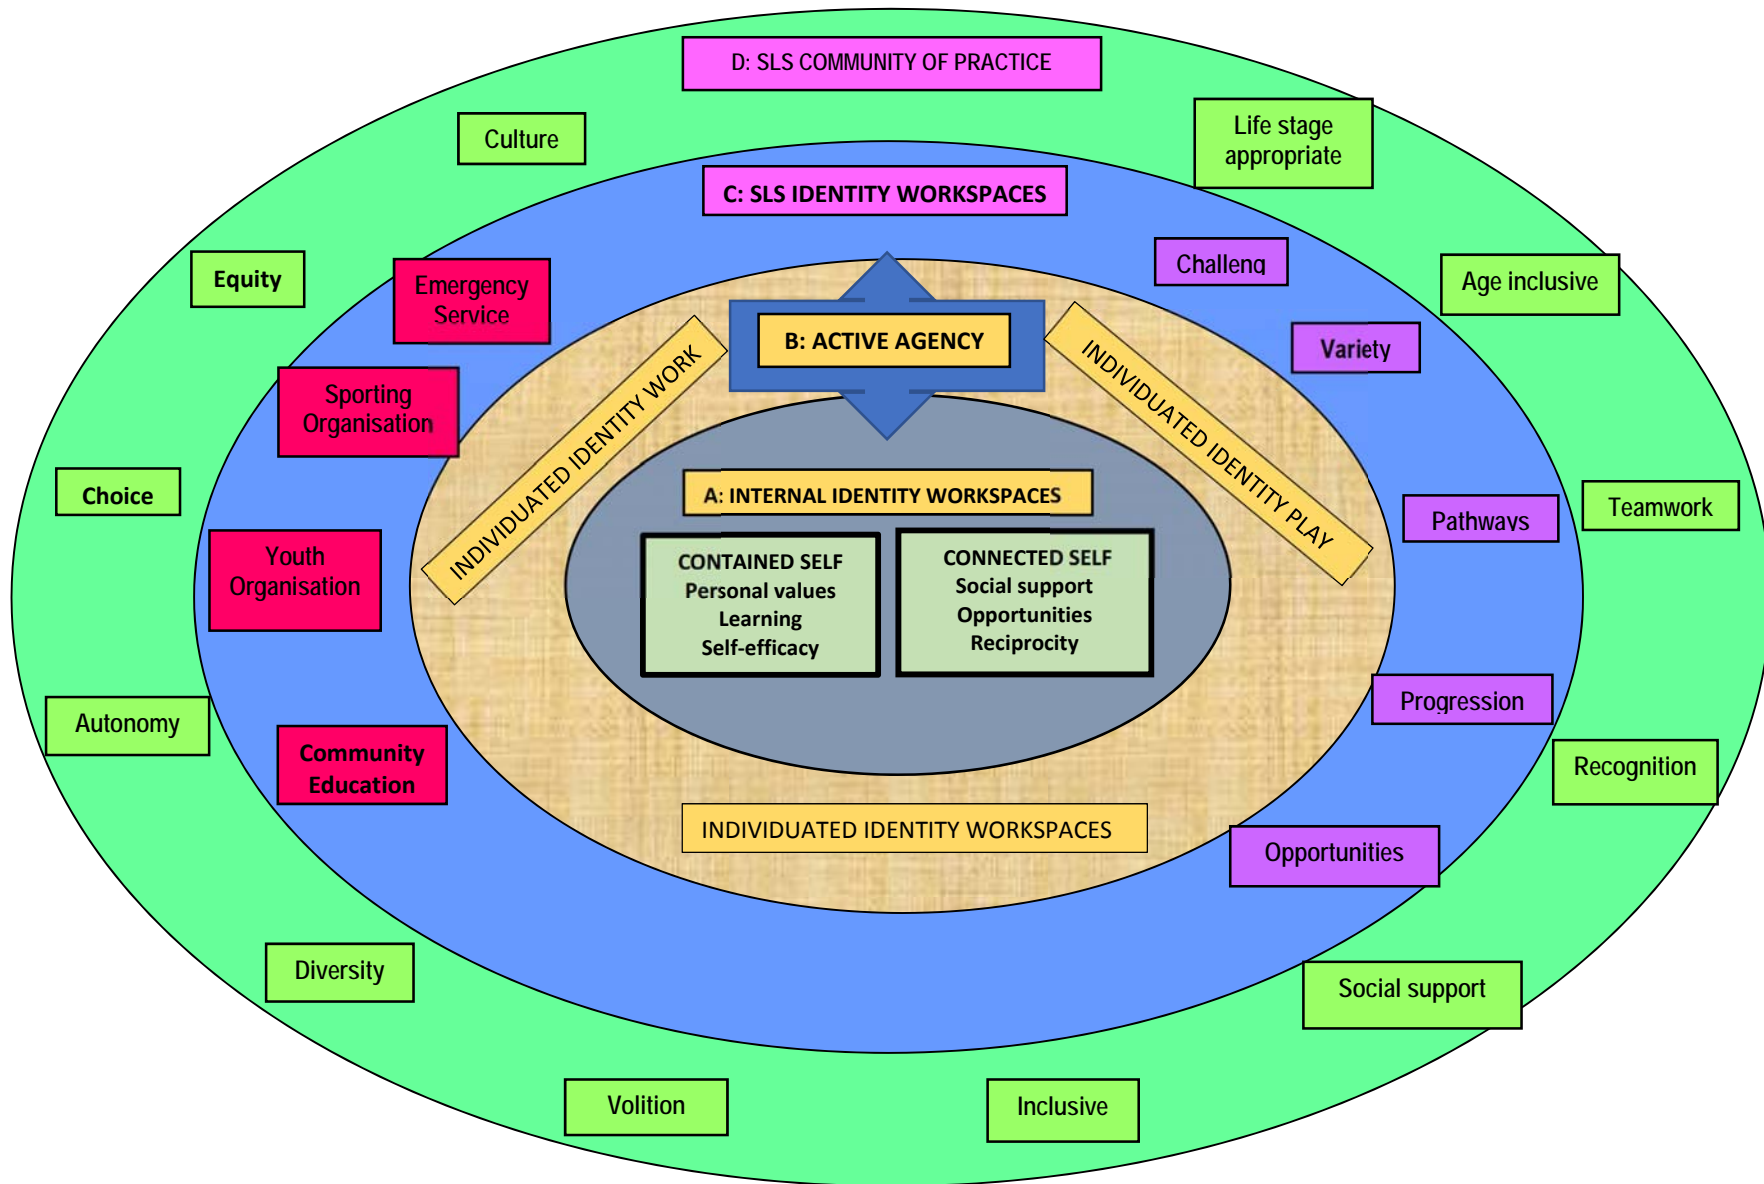 D: SLS COMMUNITY OF PRACTICE
Culture
Life stage
appropriate
C: SLS IDENTITY WORKSPACES
Equity
Emergency
Service
Challeng
Age inclusive
B: ACTIVE AGENCY
Variety
Sporting
Organisation
INDIVIDUATED IDENTITY WORK
INDIVIDUATED IDENTITY PLAY
Choice
A: INTERNAL IDENTITY WORKSPACES
Pathways
Teamwork
Youth
Organisation
CONTAINED SELF
Personal values
Learning
Self-efficacy
CONNECTED SELF
Social support
Opportunities
Reciprocity
Autonomy
Community
Education
Progression
Recognition
INDIVIDUATED IDENTITY WORKSPACES
Opportunities
Diversity
Social support
Volition
Inclusive